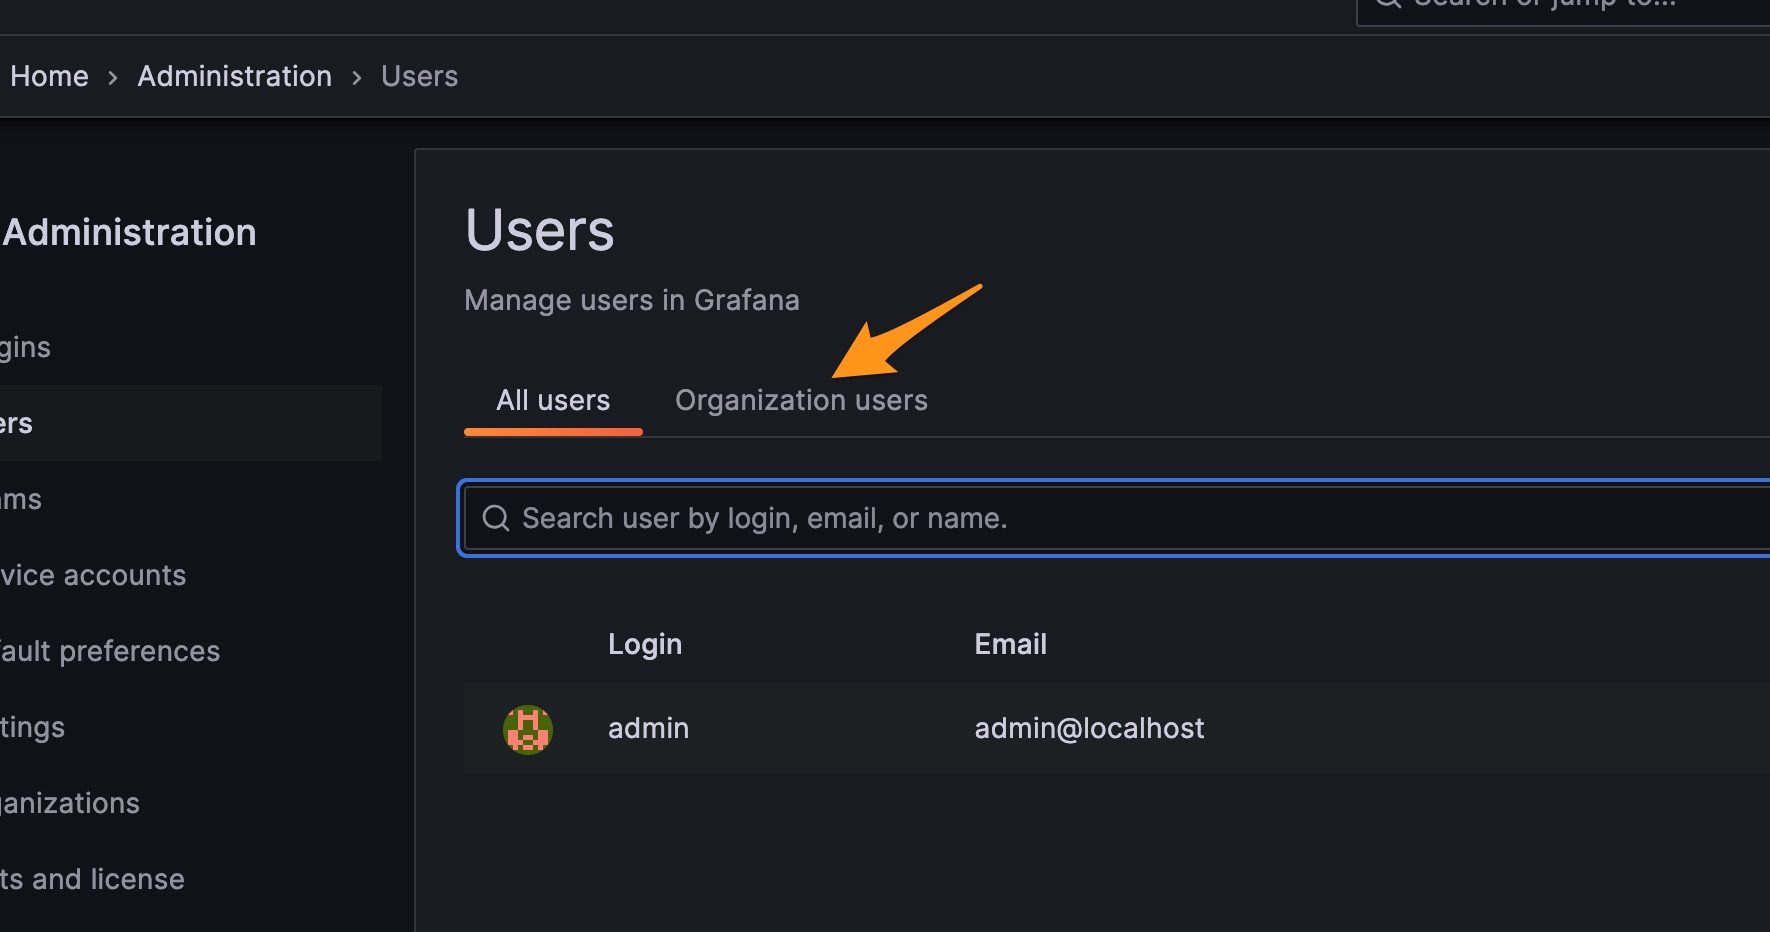 Search or jump to...
Home > Administration > Users
Administration
gins
ers
ms
vice accounts
ault preferences
tings
anizations
ts and license
Users
Manage users in Grafana
All users
Organization users
Search user by login, email, or name.
Login Email
admin admin@localhost